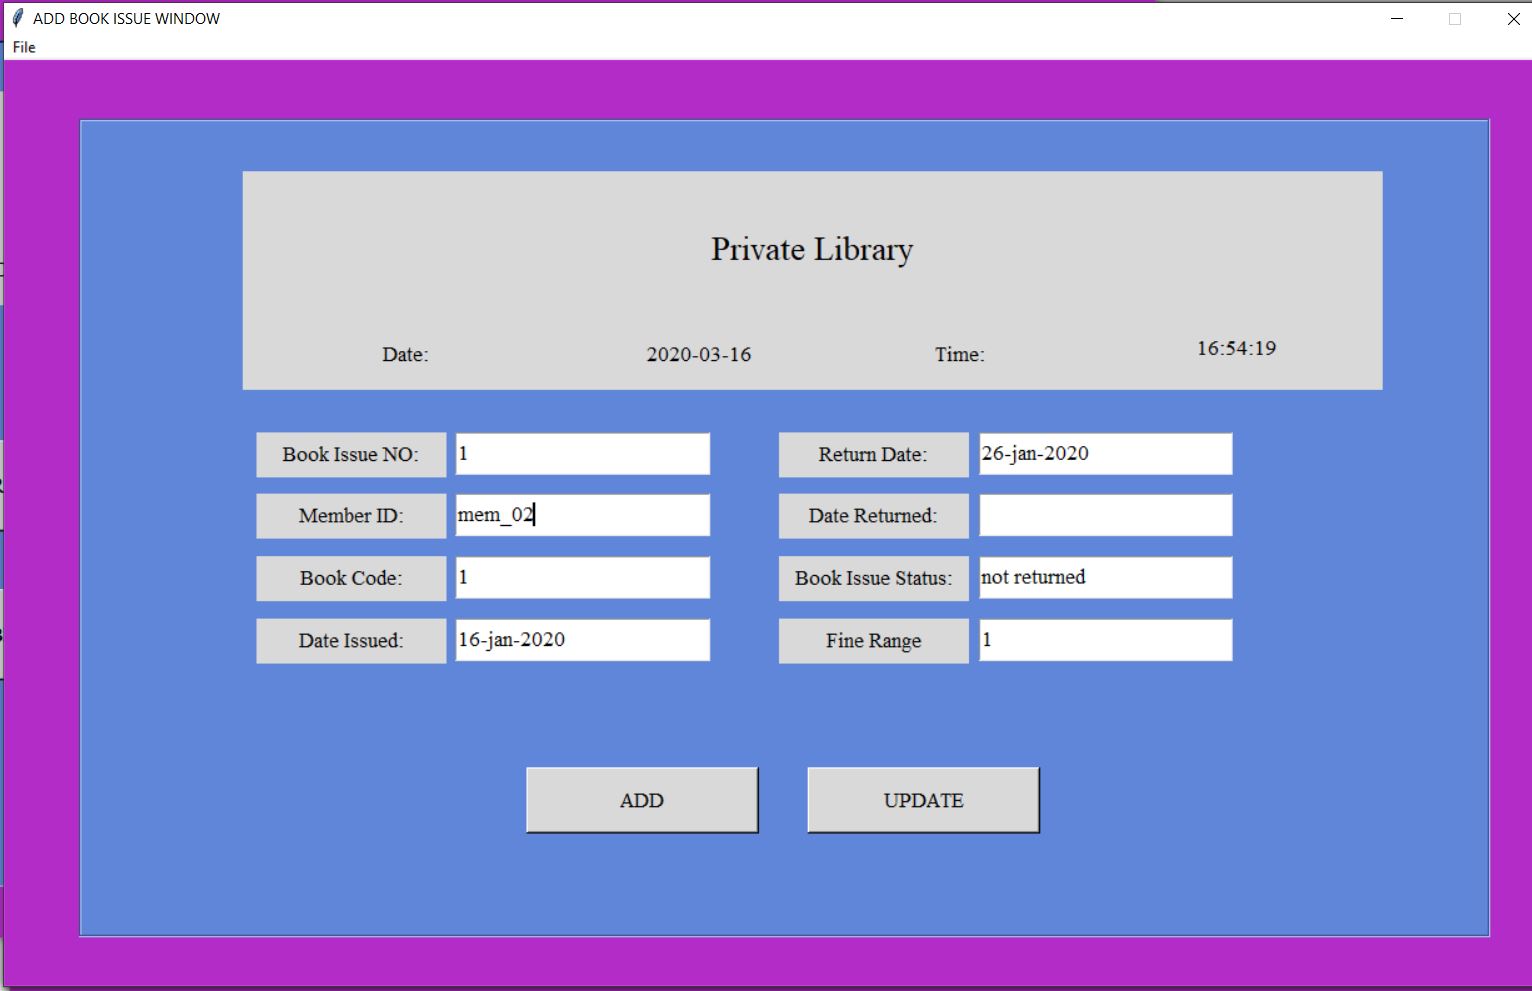 ADD BOOK ISSUE WINDOW
File
Private Library
Date: 2020-03-16 Time: 16:54:19
Book Issue NO: 1 Return Date: 26-jan-2020
Member ID: mem_02 Date Returned:
Book Code: 1 Book Issue Status: not returned
Date Issued: 16-jan-2020 Fine Range 1
ADD UPDATE